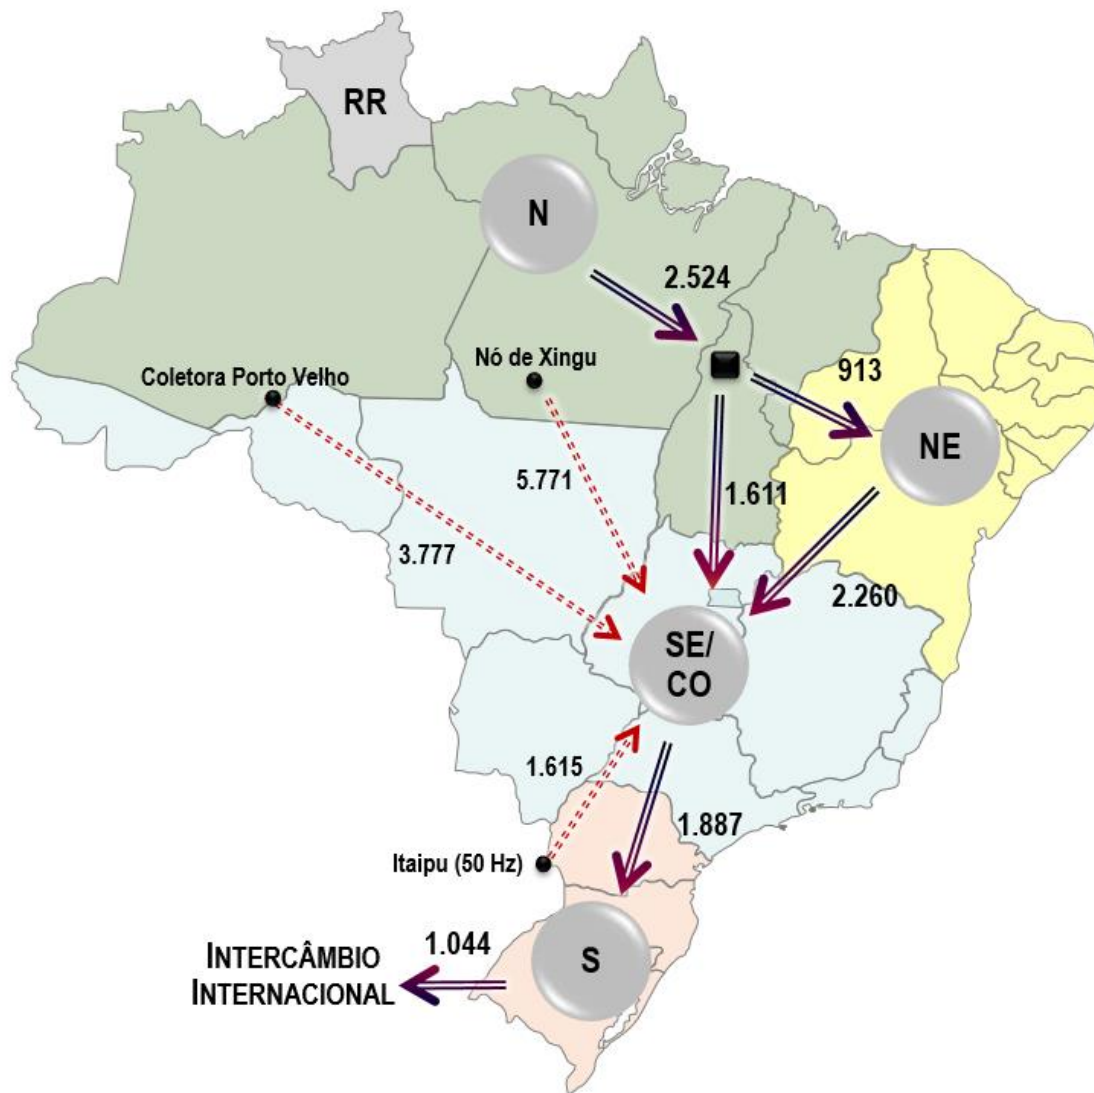 RR
N
2.524
Nó de Xingu
Coletora Porto Velho
913
NE
5.771
1.611
3.777
2.260
SE/
CO
1.615
1.887
Itaipu (50 Hz)
1.044
INTERCÂMBIO
INTERNACIONAL
S